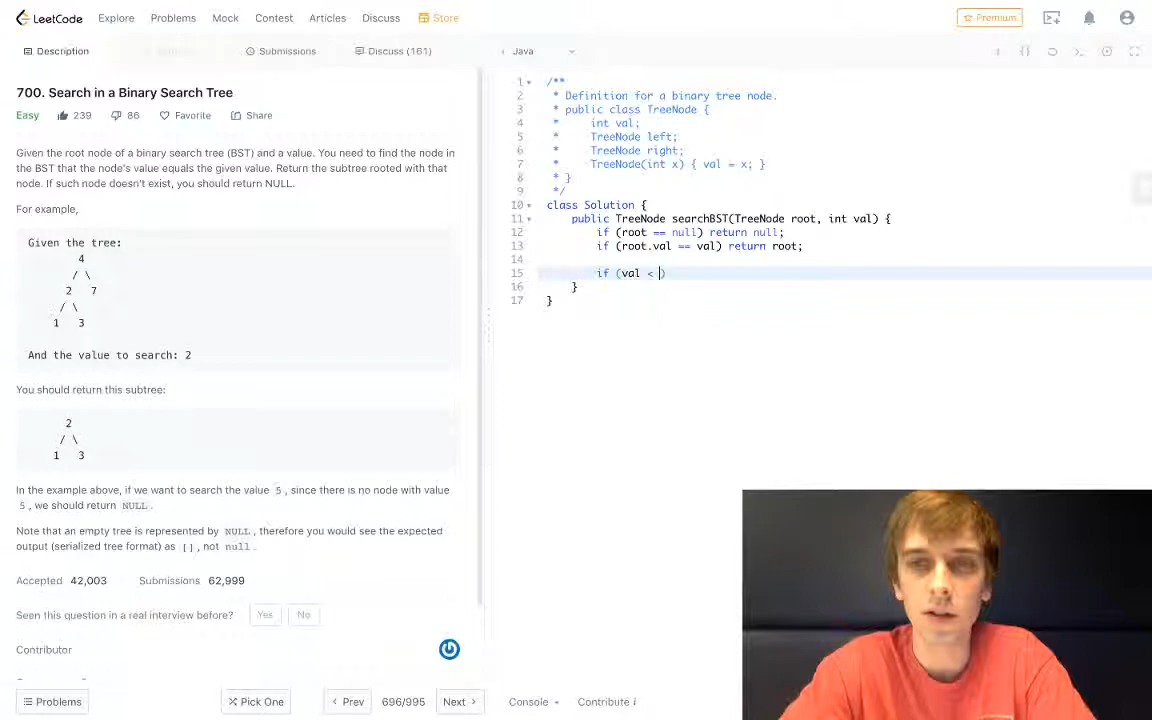 LeetCode Explore Problems Mock Contest Articles Discuss Store Premium
Description Submissions Discuss (161) Java
700. Search in a Binary Search Tree
Easy 239 86 Favorite Share
Given the root node of a binary search tree (BST) and a value. You need to find the node in
the BST that the node's value equals the given value. Return the subtree rooted with that
node. If such node doesn't exist, you should return NULL.
For example,
Given the tree:
4
/ \
2 7
/ \
1 3
And the value to search: 2
You should return this subtree:
2
/ \
1 3
In the example above, if we want to search the value 5, since there is no node with value
5, we should return NULL.
Note that an empty tree is represented by NULL, therefore you would see the expected
output (serialized tree format) as [], not null.
Accepted 42,003 Submissions 62,999
Seen this question in a real interview before? Yes No
Contributor
Problems Pick One Prev 696/995 Next Console Contribute i
1 /**
2 * Definition for a binary tree node.
3 * public class TreeNode {
4 * int val;
5 * TreeNode left;
6 * TreeNode right;
7 * TreeNode(int x) { val = x; }
8 * }
9 */
10 class Solution {
11 public TreeNode searchBST(TreeNode root, int val) {
12 if (root == null) return null;
13 if (root.val == val) return root;
14
15 if (val < )
16 }
17 }